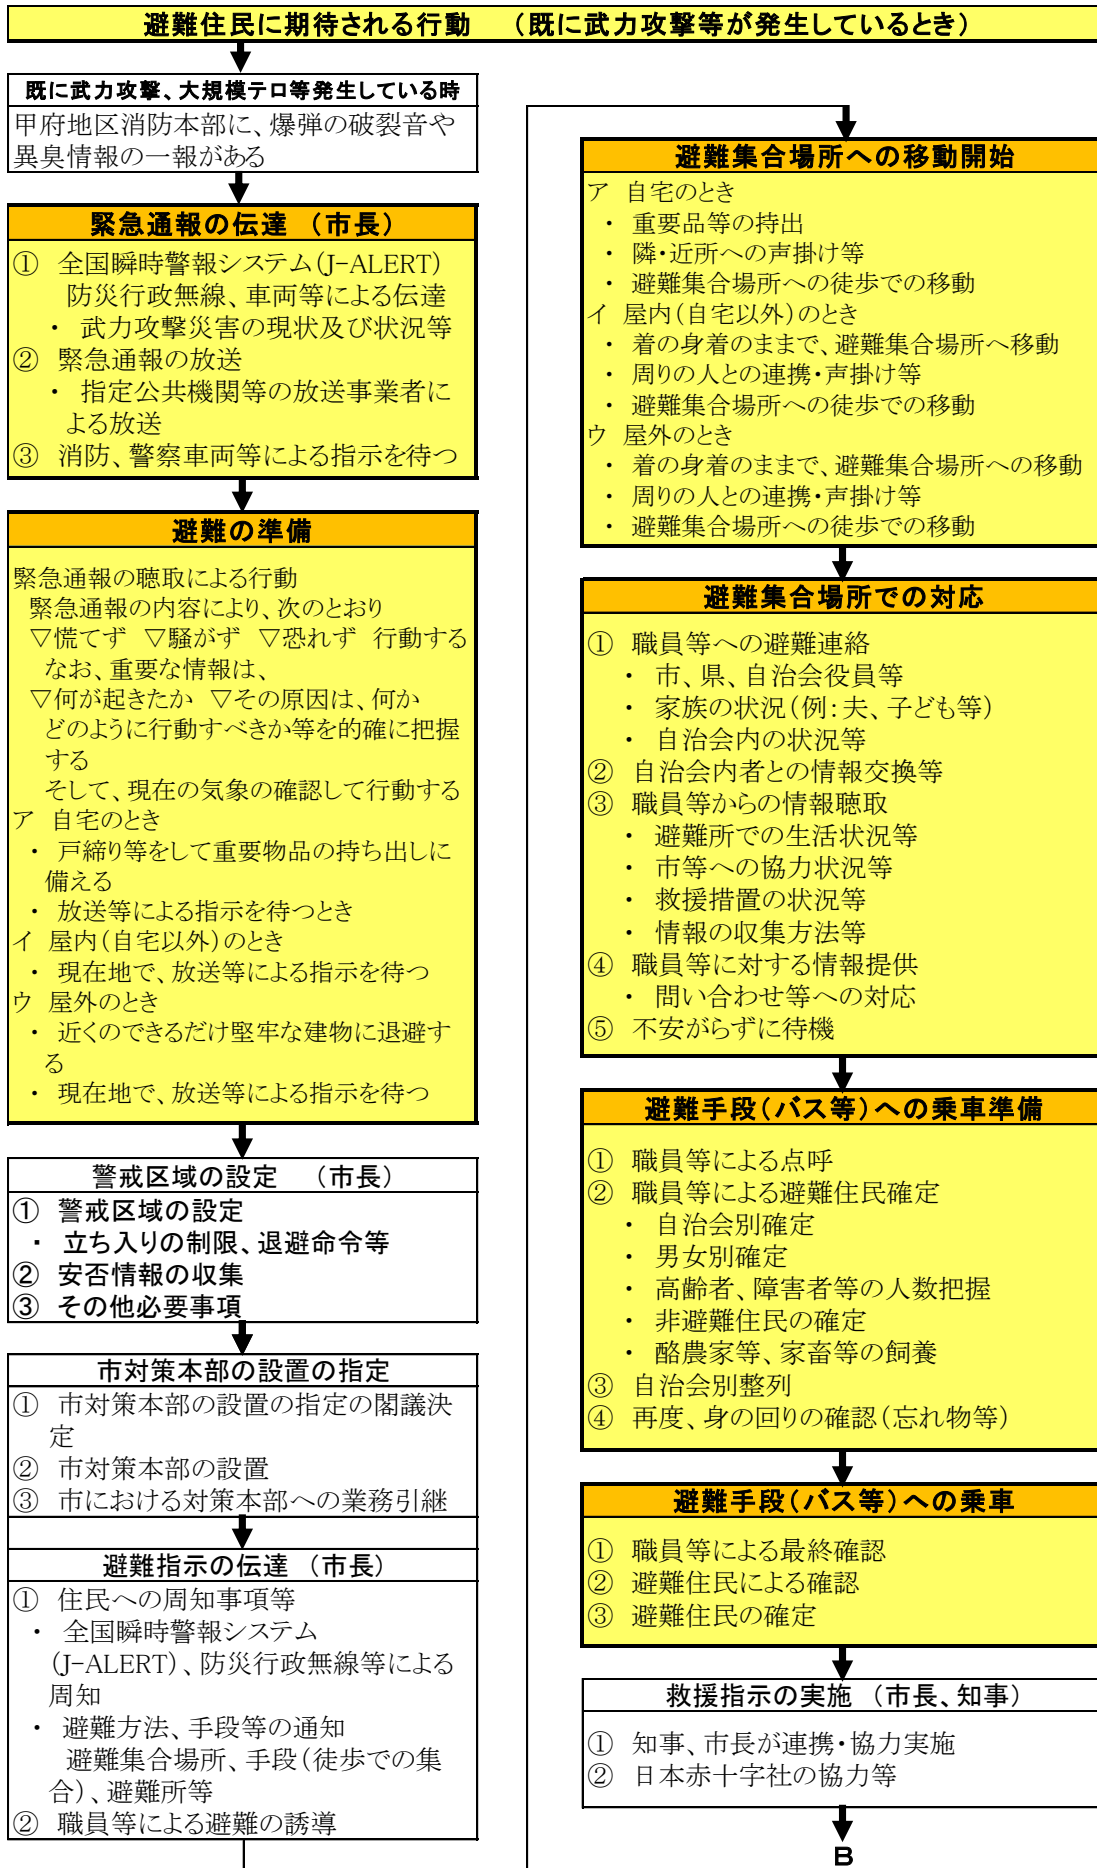 避難住民に期待される行動　（既に武力攻撃等が発生しているとき）
既に武力攻撃、大規模テロ等発生している時
甲府地区消防本部に、爆弾の破裂音や
異臭情報の一報がある
緊急通報の伝達　（市長）
①　全国瞬時警報システム（J-ALERT）
防災行政無線、車両等による伝達
・　武力攻撃災害の現状及び状況等
②　緊急通報の放送
・　指定公共機関等の放送事業者に
よる放送
③　消防、警察車両等による指示を待つ
避難の準備
緊急通報の聴取による行動
緊急通報の内容により、次のとおり
▽慌てず　▽騒がず　▽恐れず　行動する
なお、重要な情報は、
▽何が起きたか　▽その原因は、何か
どのように行動すべきか等を的確に把握
する
そして、現在の気象の確認して行動する
ア　自宅のとき
・　戸締り等をして重要物品の持ち出しに
備える
・　放送等による指示を待つとき
イ　屋内（自宅以外）のとき
・　現在地で、放送等による指示を待つ
ウ　屋外のとき
・　近くのできるだけ堅牢な建物に退避す
る
・　現在地で、放送等による指示を待つ
警戒区域の設定　（市長）
①　警戒区域の設定
・　立ち入りの制限、退避命令等
②　安否情報の収集
③　その他必要事項
市対策本部の設置の指定
①　市対策本部の設置の指定の閣議決
定
②　市対策本部の設置
③　市における対策本部への業務引継
避難指示の伝達　（市長）
①　住民への周知事項等
・　全国瞬時警報システム
（J-ALERT）、防災行政無線等による
周知
・　避難方法、手段等の通知
避難集合場所、手段（徒歩での集
合）、避難所等
②　職員等による避難の誘導
避難集合場所への移動開始
ア　自宅のとき
・　重要品等の持出
・　隣・近所への声掛け等
・　避難集合場所への徒歩での移動
イ　屋内（自宅以外）のとき
・　着の身着のままで、避難集合場所へ移動
・　周りの人との連携・声掛け等
・　避難集合場所への徒歩での移動
ウ　屋外のとき
・　着の身着のままで、避難集合場所への移動
・　周りの人との連携・声掛け等
・　避難集合場所への徒歩での移動
避難集合場所での対応
①　職員等への避難連絡
・　市、県、自治会役員等
・　家族の状況（例：夫、子ども等）
・　自治会内の状況等
②　自治会内者との情報交換等
③　職員等からの情報聴取
・　避難所での生活状況等
・　市等への協力状況等
・　救援措置の状況等
・　情報の収集方法等
④　職員等に対する情報提供
・　問い合わせ等への対応
⑤　不安がらずに待機
避難手段（バス等）への乗車準備
①　職員等による点呼
②　職員等による避難住民確定
・　自治会別確定
・　男女別確定
・　高齢者、障害者等の人数把握
・　非避難住民の確定
・　酪農家等、家畜等の飼養
③　自治会別整列
④　再度、身の回りの確認（忘れ物等）
避難手段（バス等）への乗車
①　職員等による最終確認
②　避難住民による確認
③　避難住民の確定
救援指示の実施　（市長、知事）
①　知事、市長が連携・協力実施
②　日本赤十字社の協力等
B